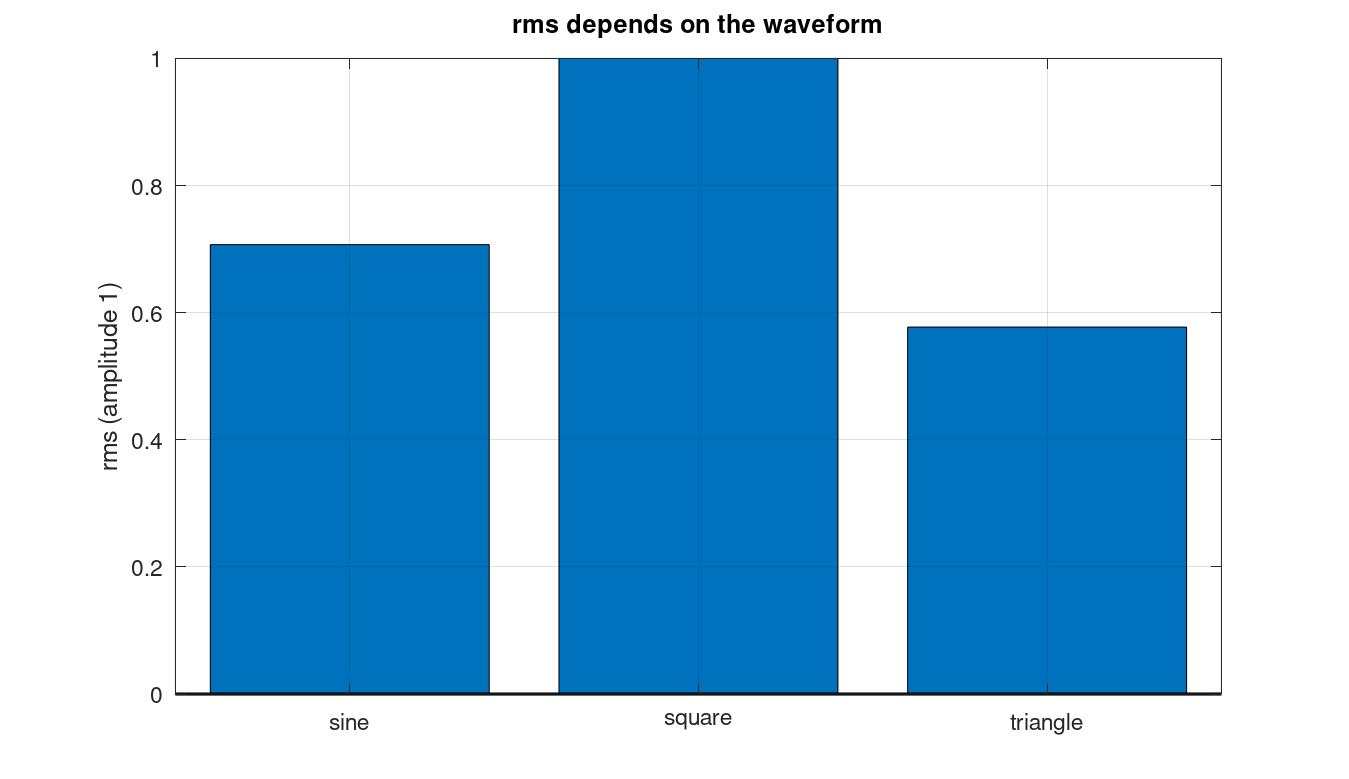 rms depends on the waveform
rms (amplitude 1)
1
0.8
0.6
0.4
0.2
0
sine
square
triangle